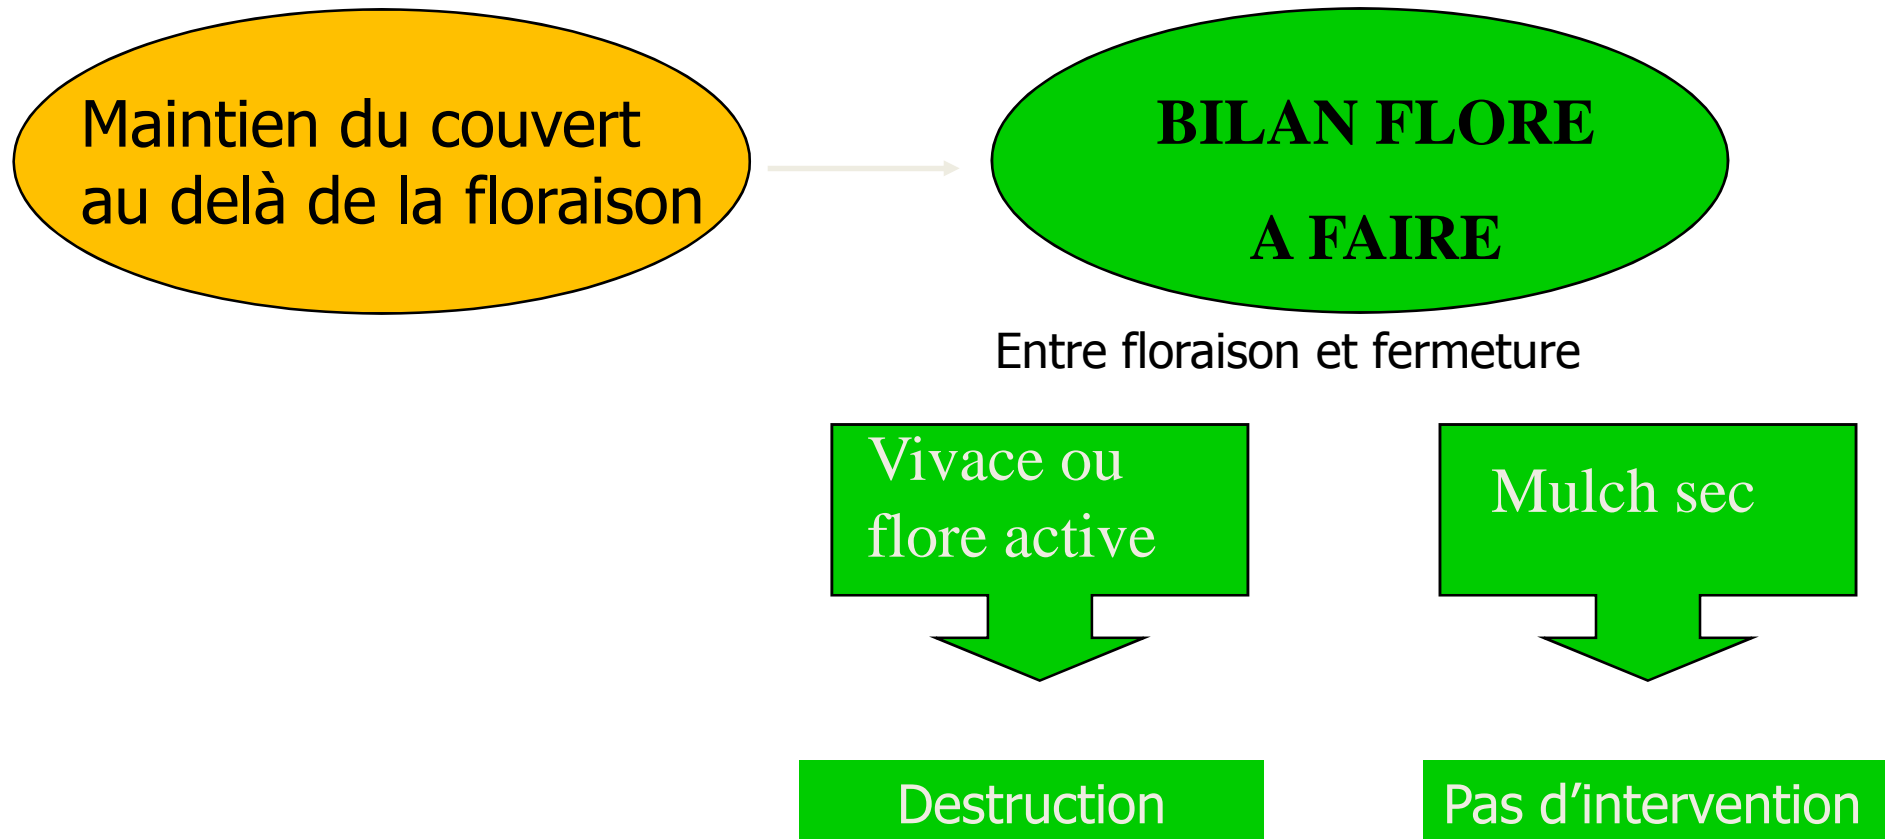 Maintien du couvert
au delà de la floraison
BILAN FLORE
A FAIRE
Entre floraison et fermeture
Vivace ou
flore active
Mulch sec
Destruction
Pas d’intervention